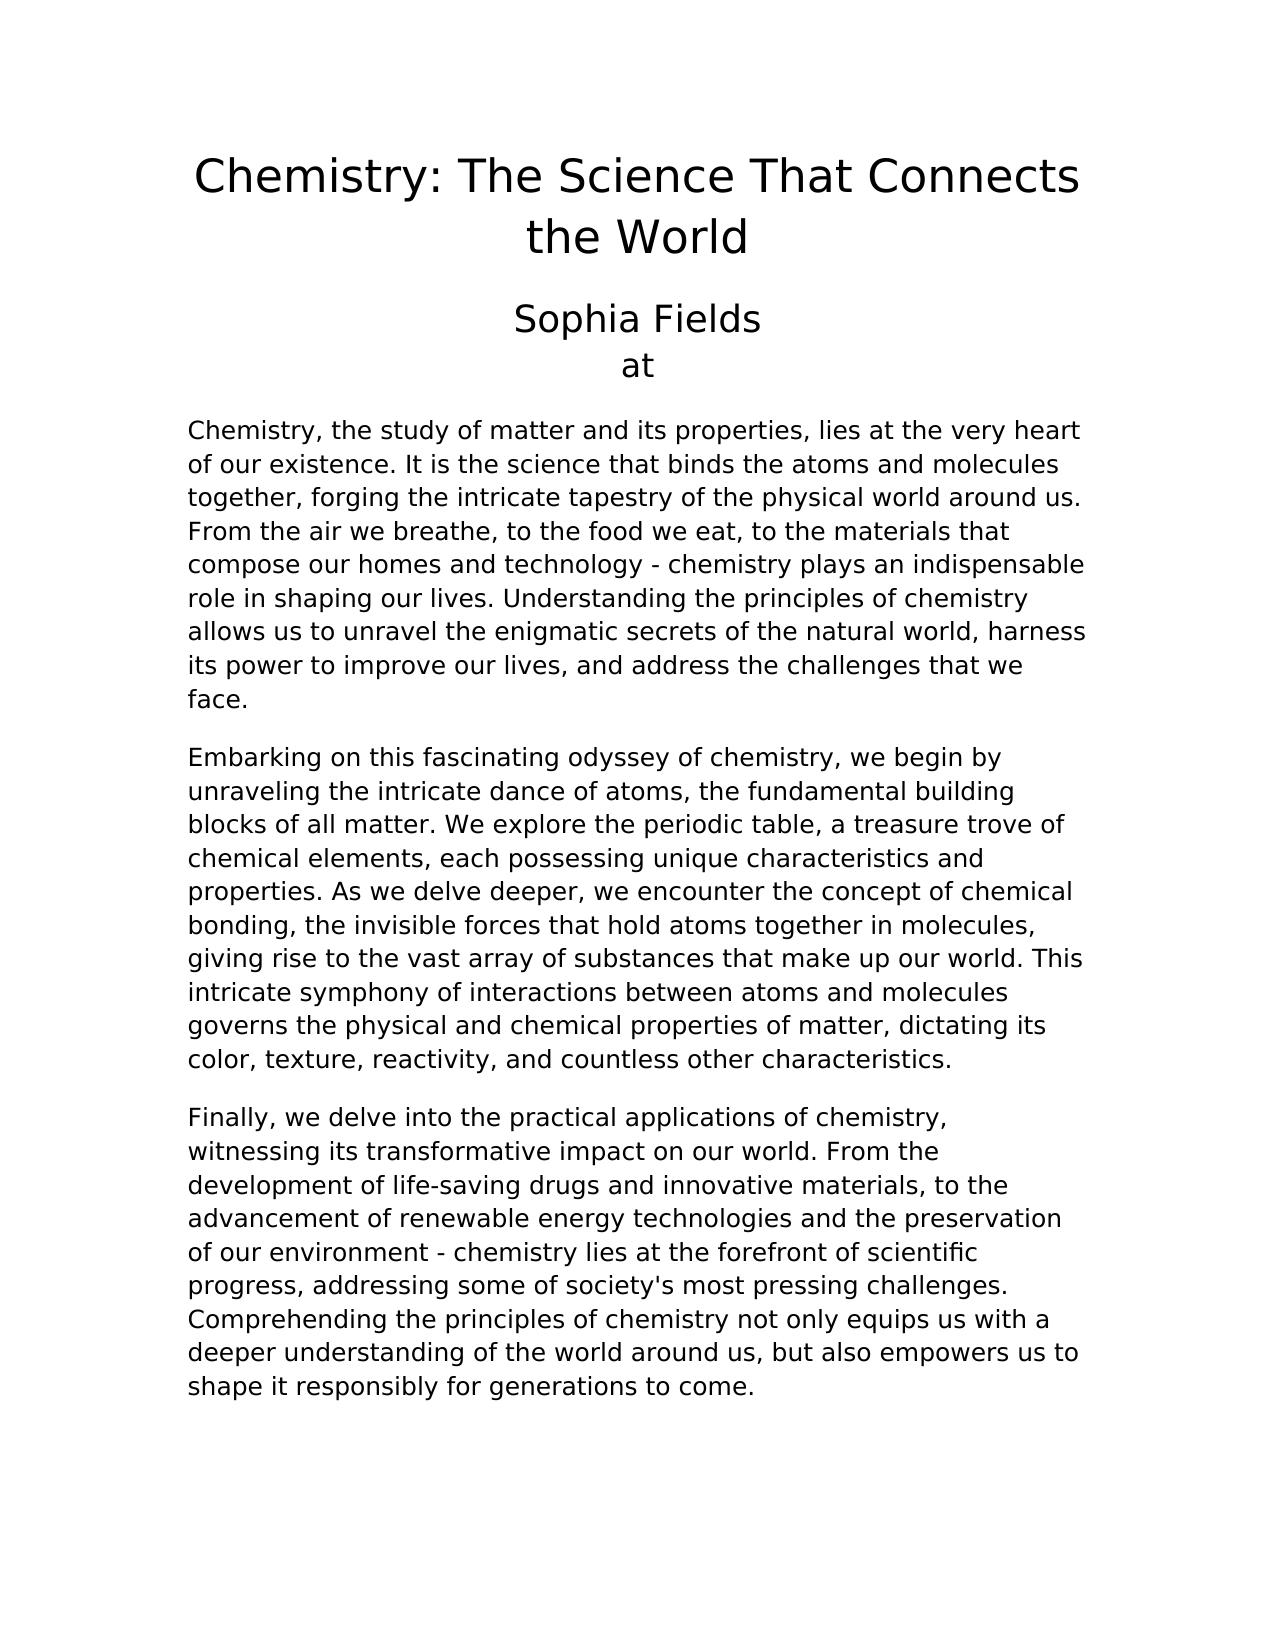 Chemistry: The Science That Connects
the World
Sophia Fields
at
Chemistry, the study of matter and its properties, lies at the very heart
of our existence. It is the science that binds the atoms and molecules
together, forging the intricate tapestry of the physical world around us.
From the air we breathe, to the food we eat, to the materials that
compose our homes and technology - chemistry plays an indispensable
role in shaping our lives. Understanding the principles of chemistry
allows us to unravel the enigmatic secrets of the natural world, harness
its power to improve our lives, and address the challenges that we
face.
Embarking on this fascinating odyssey of chemistry, we begin by
unraveling the intricate dance of atoms, the fundamental building
blocks of all matter. We explore the periodic table, a treasure trove of
chemical elements, each possessing unique characteristics and
properties. As we delve deeper, we encounter the concept of chemical
bonding, the invisible forces that hold atoms together in molecules,
giving rise to the vast array of substances that make up our world. This
intricate symphony of interactions between atoms and molecules
governs the physical and chemical properties of matter, dictating its
color, texture, reactivity, and countless other characteristics.
Finally, we delve into the practical applications of chemistry,
witnessing its transformative impact on our world. From the
development of life-saving drugs and innovative materials, to the
advancement of renewable energy technologies and the preservation
of our environment - chemistry lies at the forefront of scientific
progress, addressing some of society's most pressing challenges.
Comprehending the principles of chemistry not only equips us with a
deeper understanding of the world around us, but also empowers us to
shape it responsibly for generations to come.